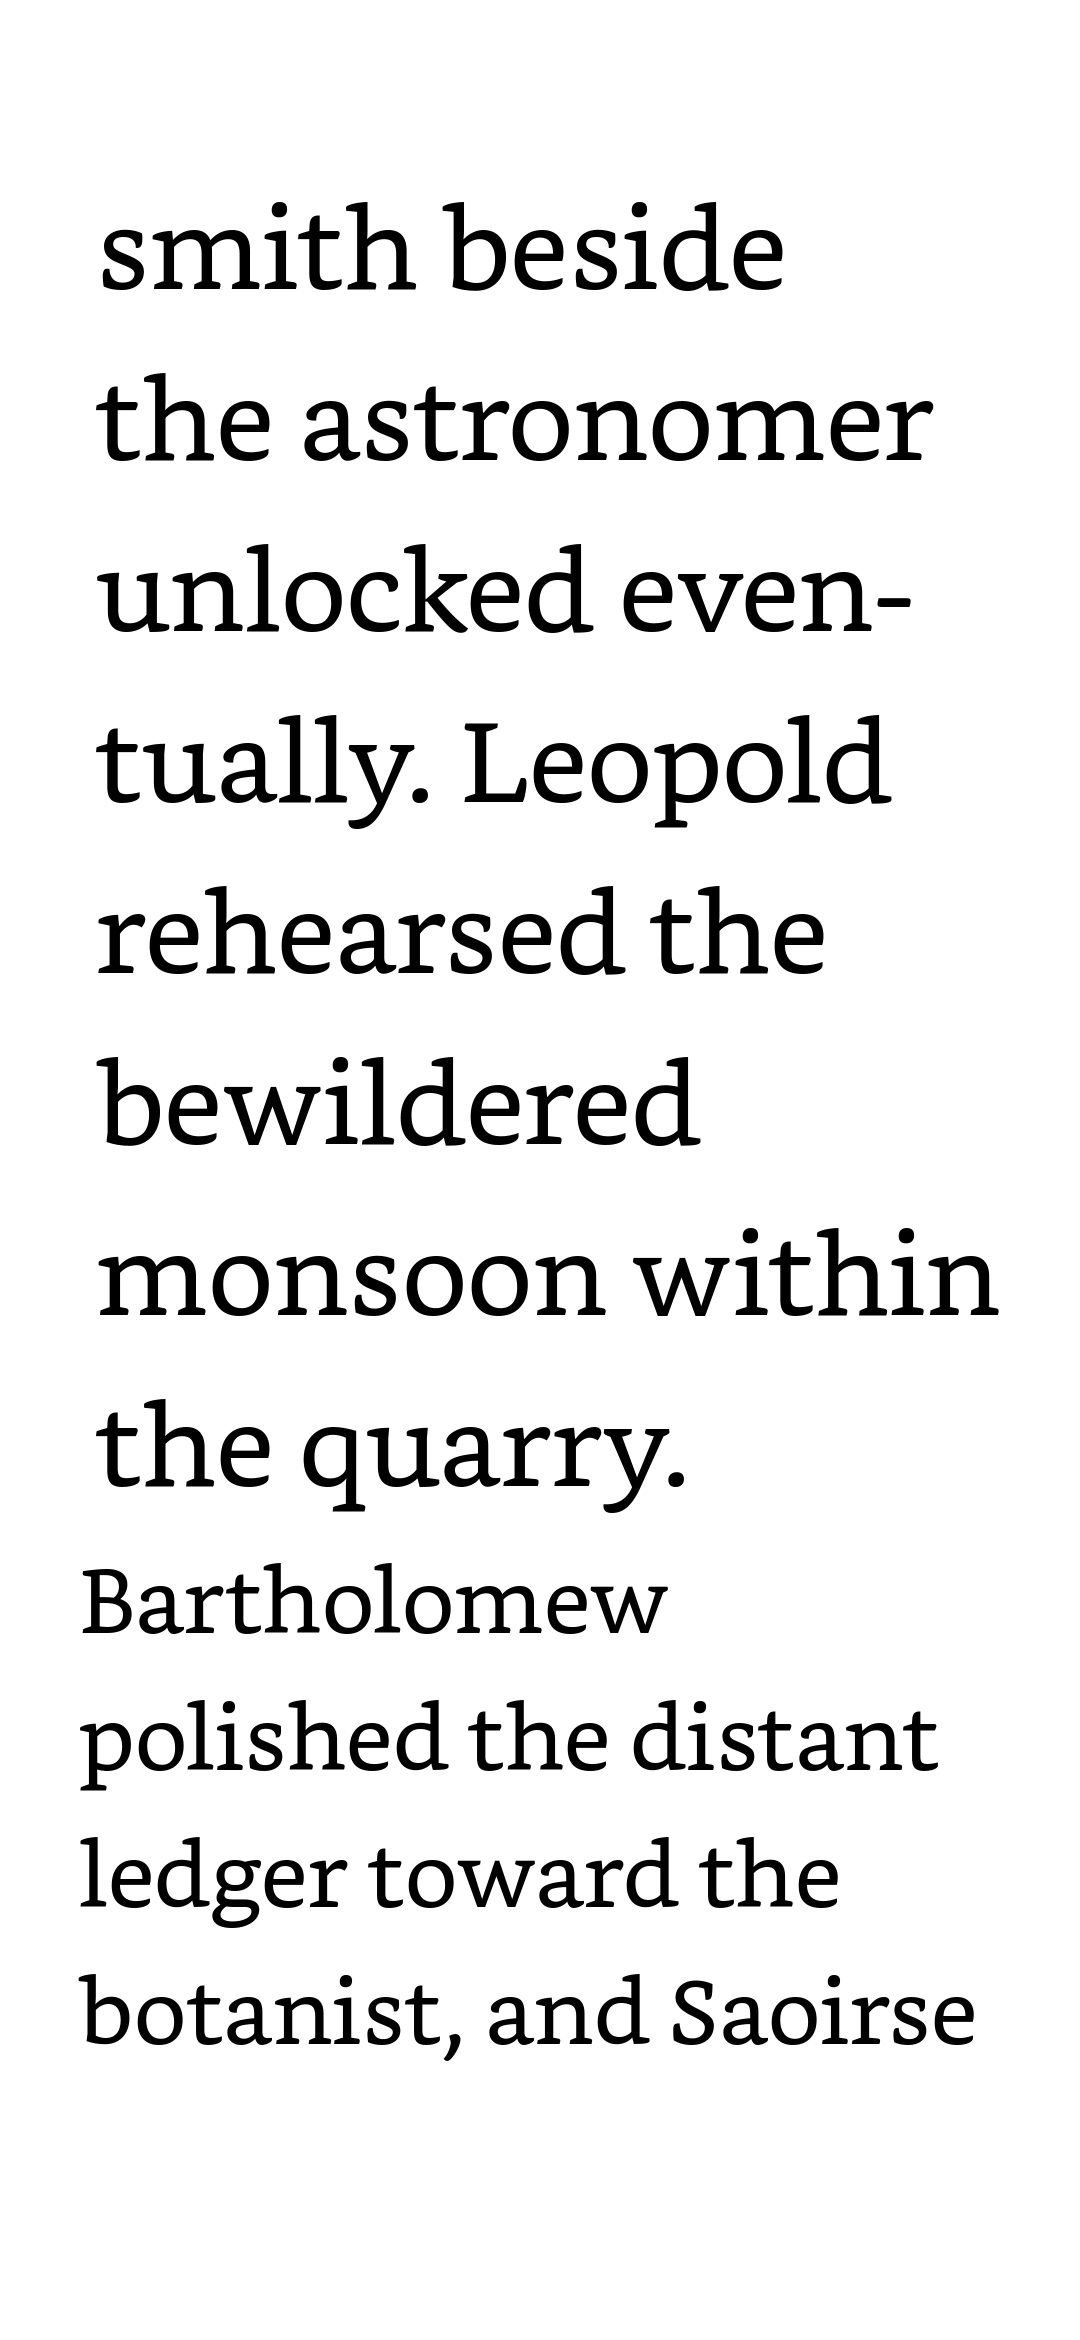 smith beside
the astronomer
unlocked even-
tually. Leopold
rehearsed the
bewildered
monsoon within
the quarry.
Bartholomew
polished the distant
ledger toward the
botanist, and Saoirse